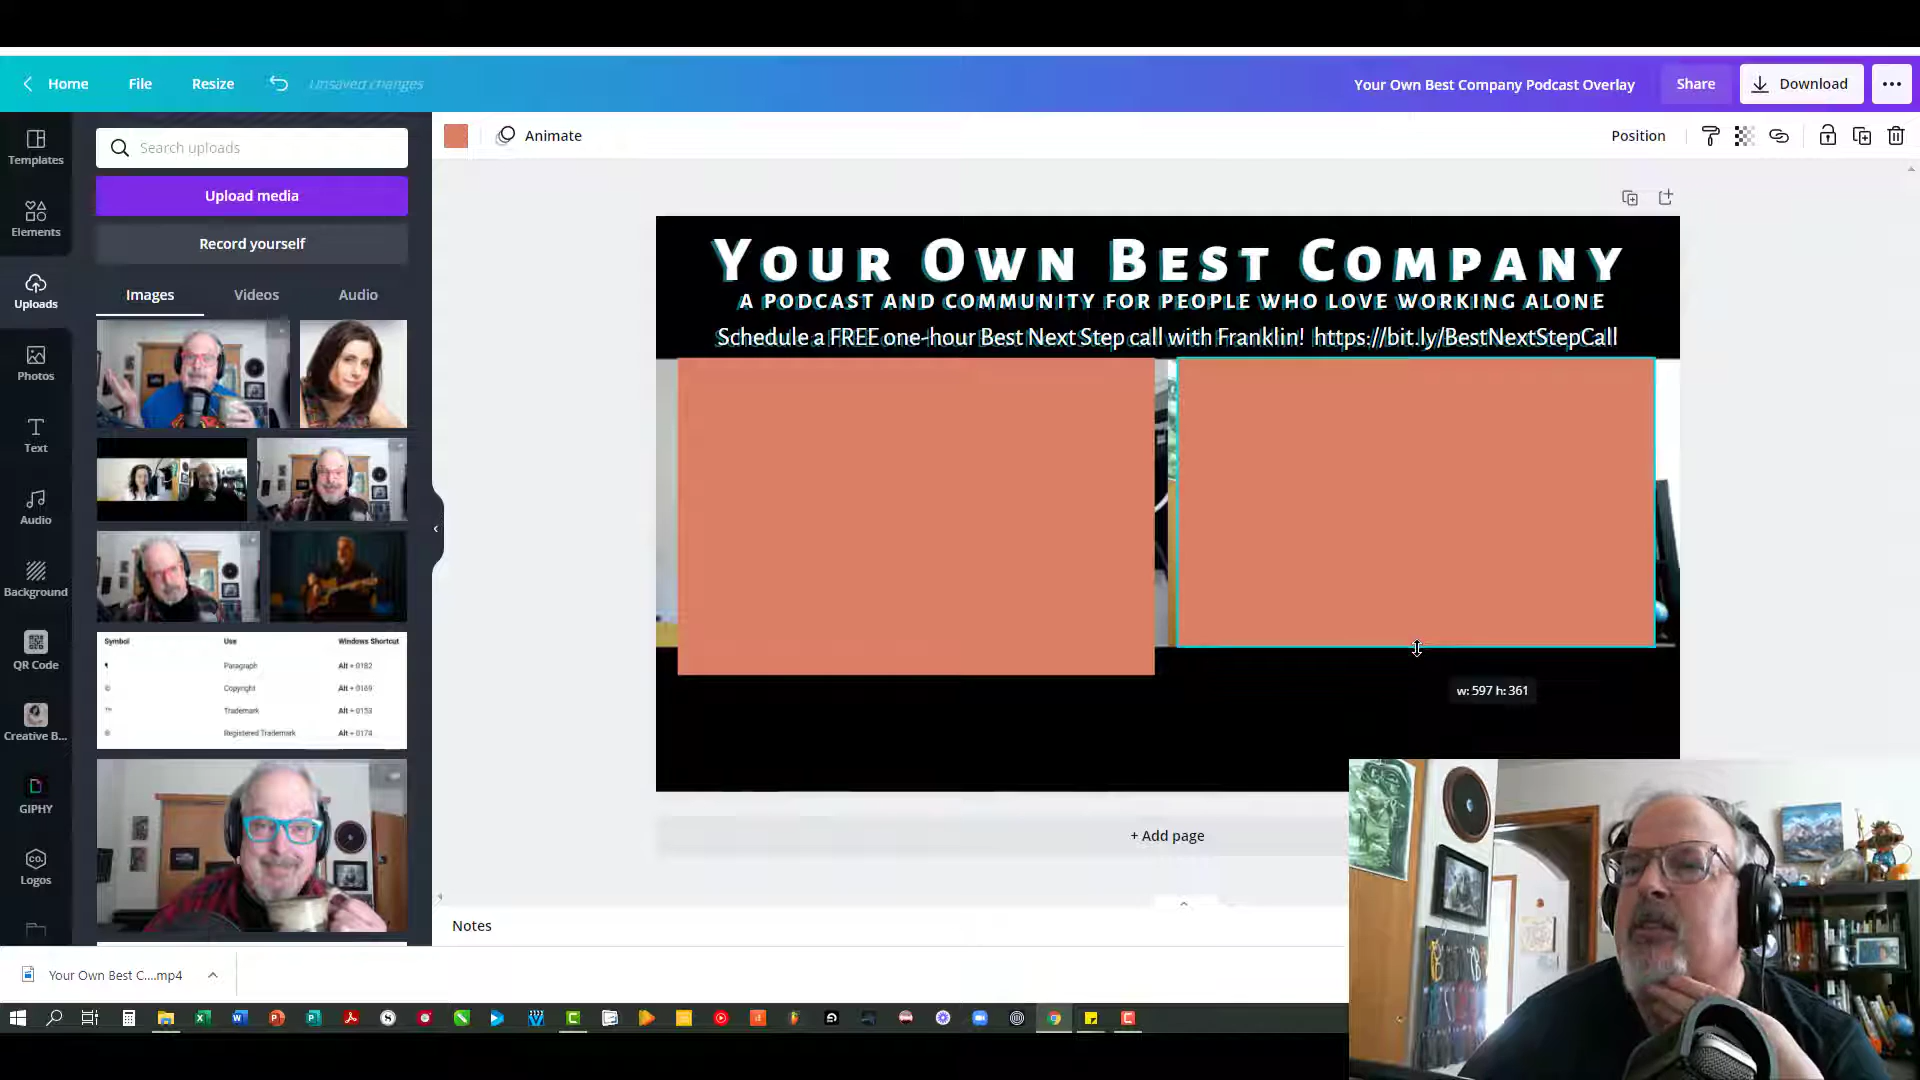 Home File Resize Unsaved changes Your Own Best Company Podcast Overlay Share Download
Templates
Elements
Uploads
Photos
Text
Audio
Background
QR Code
Creative B...
GIPHY
Logos
Search uploads
Upload media
Record yourself
Images Videos Audio
Symbol Use Windows Shortcut
¶ Paragraph Alt + 0182
© Copyright Alt + 0169
™ Trademark Alt + 0153
® Registered Trademark Alt + 0174
Animate Position
YOUR OWN BEST COMPANY
A PODCAST AND COMMUNITY FOR PEOPLE WHO LOVE WORKING ALONE
Schedule a FREE one-hour Best Next Step call with Franklin! https://bit.ly/BestNextStepCall
w: 597 h: 361
+ Add page
Notes
Your Own Best C....mp4